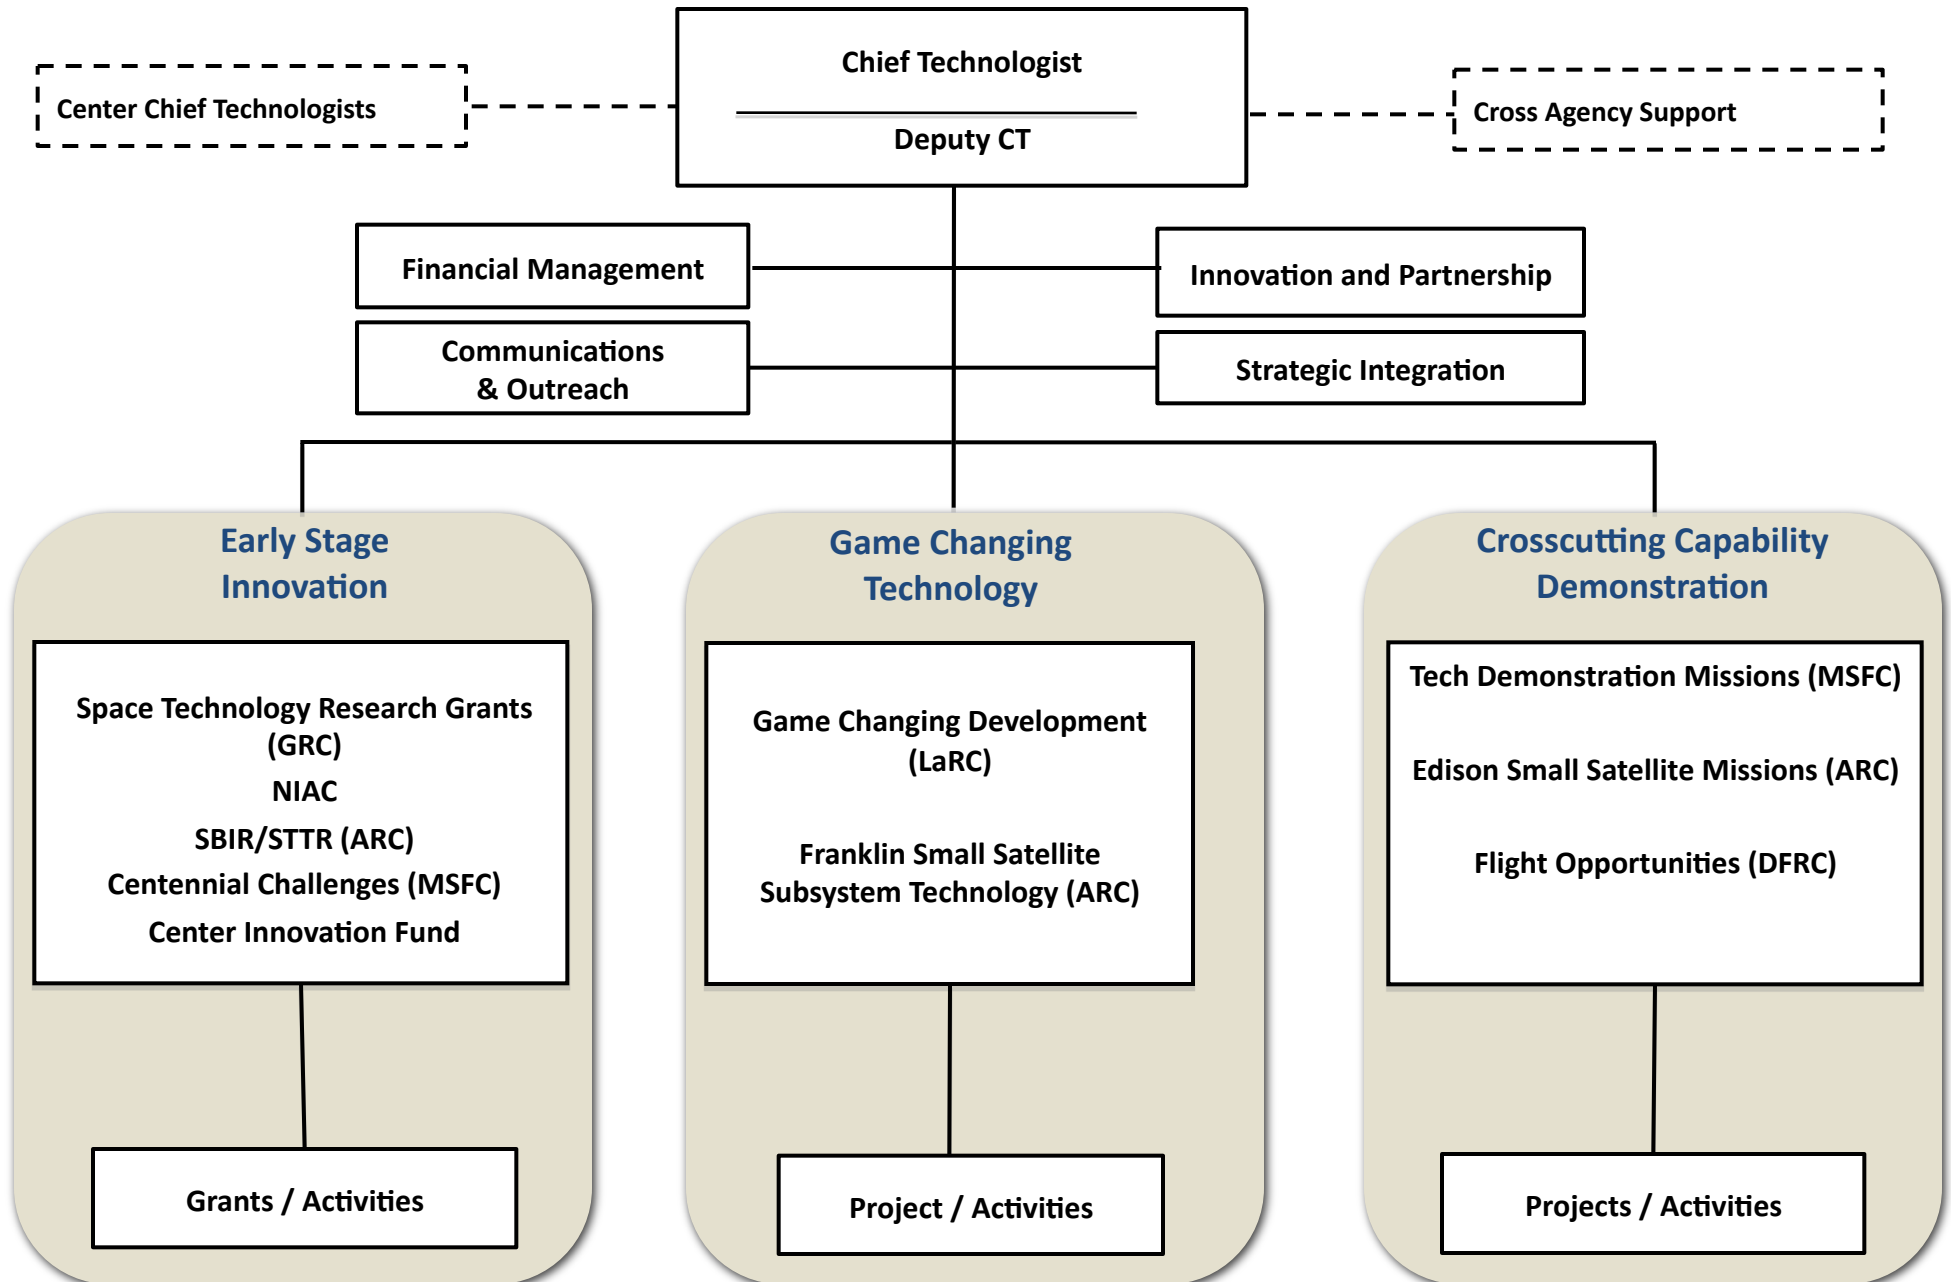 Chief Technologist
Deputy CT
Center Chief Technologists
Cross Agency Support
Financial Management
Innovation and Partnership
Communications
& Outreach
Strategic Integration
Early Stage
Innovation
Space Technology Research Grants
(GRC)
NIAC
SBIR/STTR (ARC)
Centennial Challenges (MSFC)
Center Innovation Fund
Grants / Activities
Game Changing
Technology
Game Changing Development
(LaRC)
Franklin Small Satellite
Subsystem Technology (ARC)
Project / Activities
Crosscutting Capability
Demonstration
Tech Demonstration Missions (MSFC)
Edison Small Satellite Missions (ARC)
Flight Opportunities (DFRC)
Projects / Activities